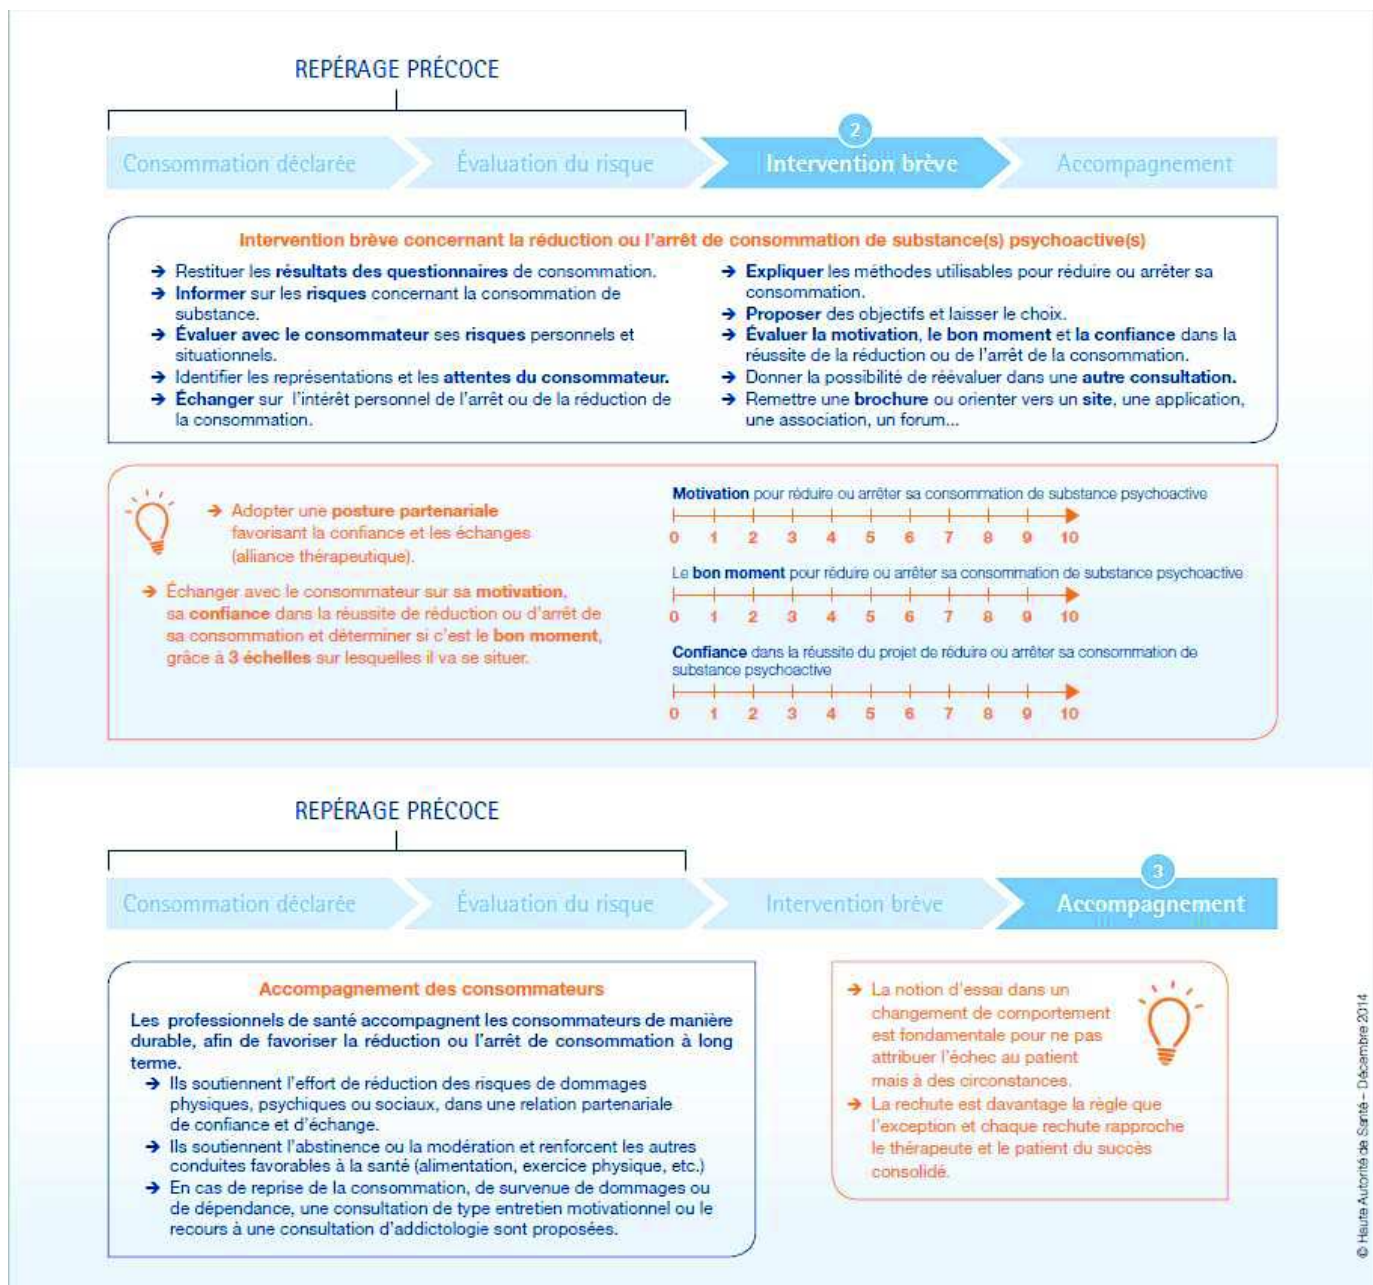 REPÉRAGE PRÉCOCE
2
Consommation déclarée
Évaluation du risque
Intervention brève
Accompagnement
Intervention brève concernant la réduction ou l'arrêt de consommation de substance(s) psychoactive(s)
→ Restituer les résultats des questionnaires de consommation.
→ Informer sur les risques concernant la consommation de
substance.
→ Évaluer avec le consommateur ses risques personnels et
situationnels.
→ Identifier les représentations et les attentes du consommateur.
→ Échanger sur l'intérêt personnel de l'arrêt ou de la réduction de
la consommation.
→ Expliquer les méthodes utilisables pour réduire ou arrêter sa
consommation.
→ Proposer des objectifs et laisser le choix.
→ Évaluer la motivation, le bon moment et la confiance dans la
réussite de la réduction ou de l'arrêt de la consommation.
→ Donner la possibilité de réévaluer dans une autre consultation.
→ Remettre une brochure ou orienter vers un site, une application,
une association, un forum...
→ Adopter une posture partenariale
favorisant la confiance et les échanges
(alliance thérapeutique).
→ Échanger avec le consommateur sur sa motivation,
sa confiance dans la réussite de réduction ou d'arrêt de
sa consommation et déterminer si c'est le bon moment,
grâce à 3 échelles sur lesquelles il va se situer.
Motivation pour réduire ou arrêter sa consommation de substance psychoactive
0 1 2 3 4 5 6 7 8 9 10
Le bon moment pour réduire ou arrêter sa consommation de substance psychoactive
0 1 2 3 4 5 6 7 8 9 10
Confiance dans la réussite du projet de réduire ou arrêter sa consommation de
substance psychoactive
0 1 2 3 4 5 6 7 8 9 10
REPÉRAGE PRÉCOCE
3
Consommation déclarée
Évaluation du risque
Intervention brève
Accompagnement
Accompagnement des consommateurs
Les professionnels de santé accompagnent les consommateurs de manière
durable, afin de favoriser la réduction ou l'arrêt de consommation à long
terme.
→ Ils soutiennent l'effort de réduction des risques de dommages
physiques, psychiques ou sociaux, dans une relation partenariale
de confiance et d'échange.
→ Ils soutiennent l'abstinence ou la modération et renforcent les autres
conduites favorables à la santé (alimentation, exercice physique, etc.)
→ En cas de reprise de la consommation, de survenue de dommages ou
de dépendance, une consultation de type entretien motivationnel ou le
recours à une consultation d'addictologie sont proposées.
→ La notion d'essai dans un
changement de comportement
est fondamentale pour ne pas
attribuer l'échec au patient
mais à des circonstances.
→ La rechute est davantage la règle que
l'exception et chaque rechute rapproche
le thérapeute et le patient du succès
consolidé.
© Haute Autorité de Santé – Décembre 2014